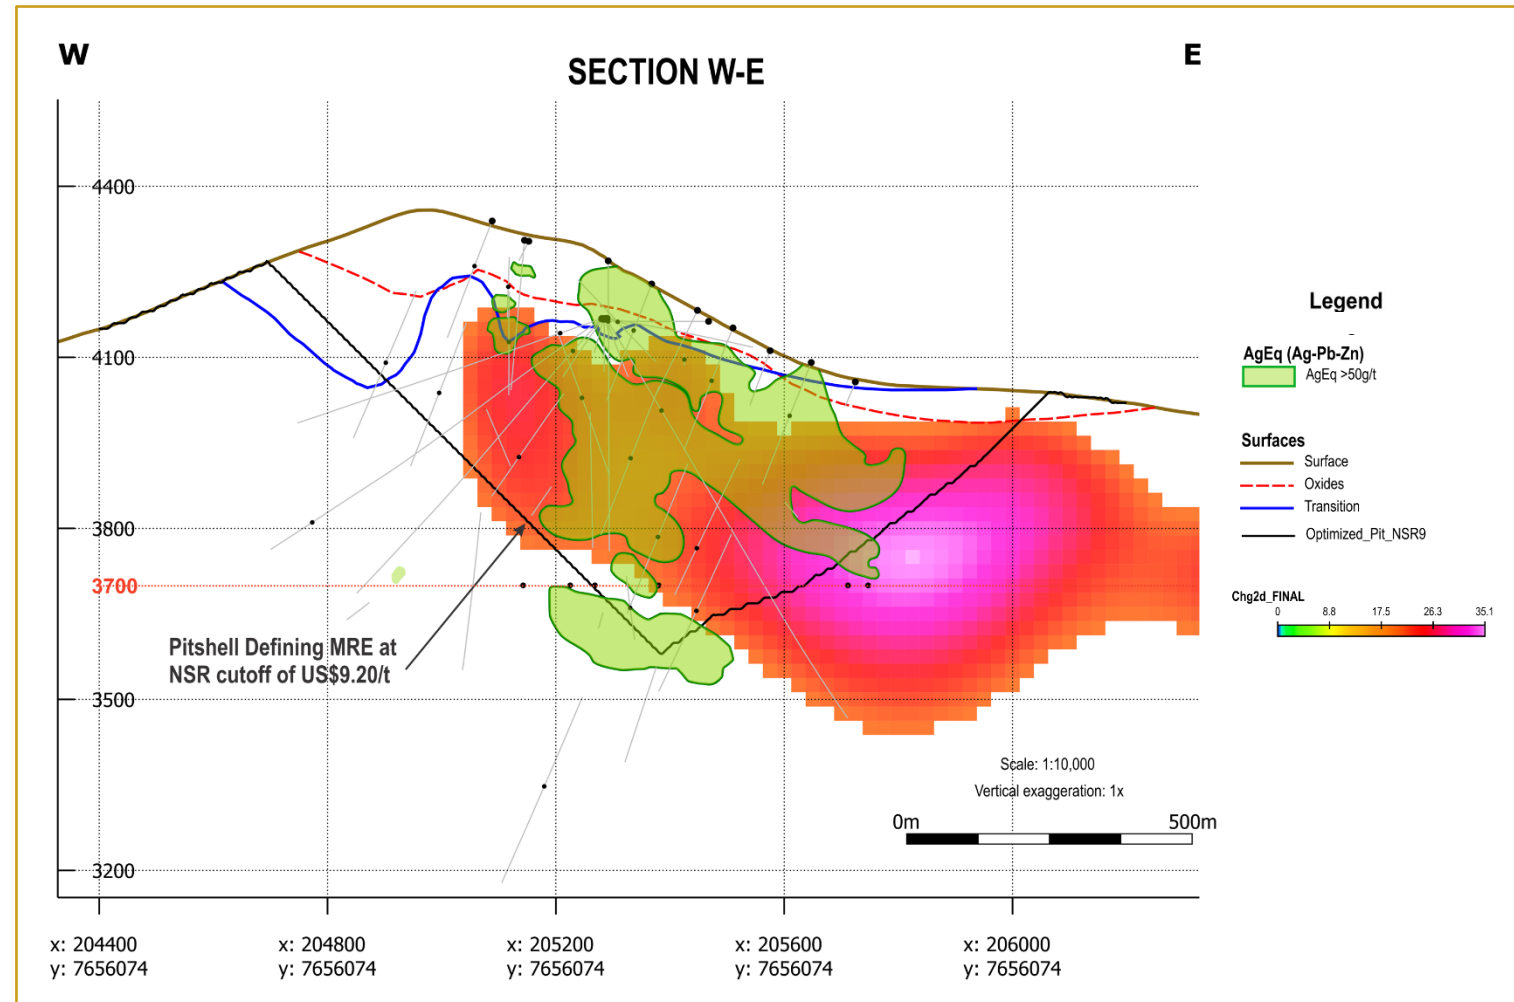 W
E
SECTION W-E
4400
4100
3800
3700
3500
3200
Pitshell Defining MRE at
NSR cutoff of US$9.20/t
Scale: 1:10,000
Vertical exaggeration: 1x
0m
500m
x: 204400
y: 7656074
x: 204800
y: 7656074
x: 205200
y: 7656074
x: 205600
y: 7656074
x: 206000
y: 7656074
Legend
AgEq (Ag-Pb-Zn)
AgEq >50g/t
Surfaces
Surface
Oxides
Transition
Optimized_Pit_NSR9
Chg2d_FINAL
0 8.8 17.5 26.3 35.1